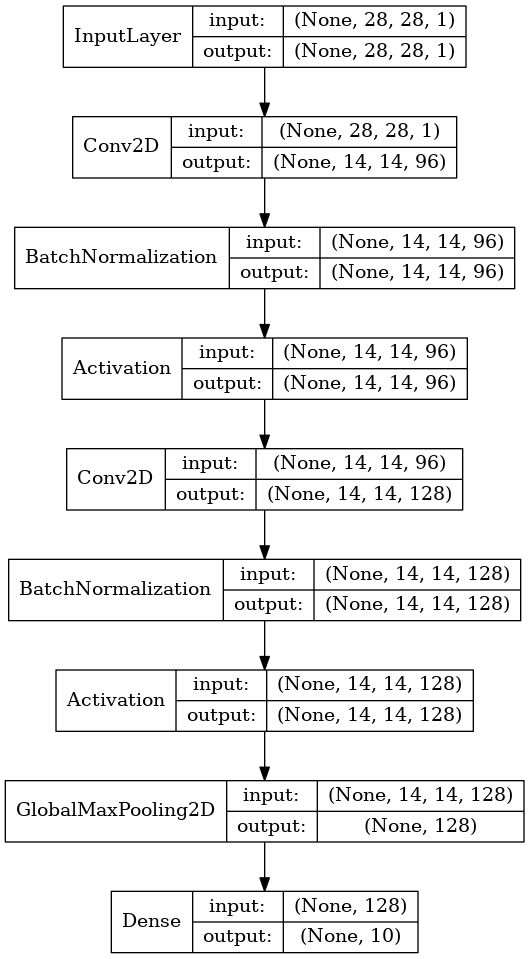 InputLayer
input: (None, 28, 28, 1)
output: (None, 28, 28, 1)
Conv2D
input: (None, 28, 28, 1)
output: (None, 14, 14, 96)
BatchNormalization
input: (None, 14, 14, 96)
output: (None, 14, 14, 96)
Activation
input: (None, 14, 14, 96)
output: (None, 14, 14, 96)
Conv2D
input: (None, 14, 14, 96)
output: (None, 14, 14, 128)
BatchNormalization
input: (None, 14, 14, 128)
output: (None, 14, 14, 128)
Activation
input: (None, 14, 14, 128)
output: (None, 14, 14, 128)
GlobalMaxPooling2D
input: (None, 14, 14, 128)
output: (None, 128)
Dense
input: (None, 128)
output: (None, 10)